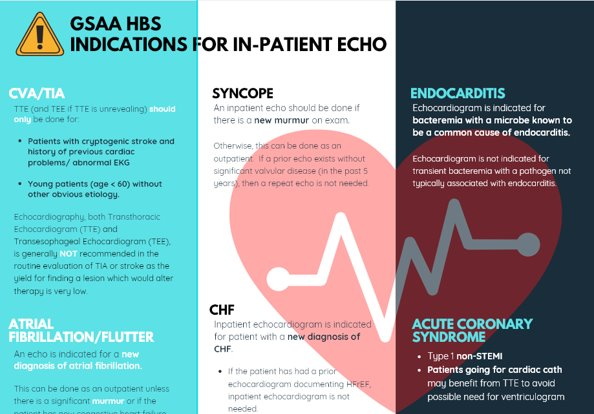 GSAA HBS
INDICATIONS FOR IN-PATIENT ECHO
CVA/TIA
TTE (and TEE if TTE is unrevealing) should
only be done for:
Patients with cryptogenic stroke and
history of previous cardiac
problems/ abnormal EKG
Young patients (age < 60) without
other obvious etiology.
Echocardiography, both Transthoracic
Echocardiogram (TTE) and
Transesophageal Echocardiogram (TEE),
is generally NOT recommended in the
routine evaluation of TIA or stroke as the
yield for finding a lesion which would alter
therapy is very low.
ATRIAL
FIBRILLATION/FLUTTER
An echo is indicated for a new
diagnosis of atrial fibrillation.
This can be done as an outpatient unless
there is a significant murmur or if the
patient has new congestive heart failure
SYNCOPE
An inpatient echo should be done if
there is a new murmur on exam.
Otherwise, this can be done as an
outpatient. If a prior echo exists without
significant valvular disease (in the past 5
years), then a repeat echo is not needed.
CHF
Inpatient echocardiogram is indicated
for patient with a new diagnosis of
CHF.
If the patient has had a prior
echocardiogram documenting HFrEF,
inpatient echocardiogram is not
needed
ENDOCARDITIS
Echocardiogram is indicated for
bacteremia with a microbe known to
be a common cause of endocarditis.
Echocardiogram is not indicated for
transient bacteremia with a pathogen not
typically associated with endocarditis.
ACUTE CORONARY
SYNDROME
Type 1 non-STEMI
Patients going for cardiac cath
may benefit from TTE to avoid
possible need for ventriculogram